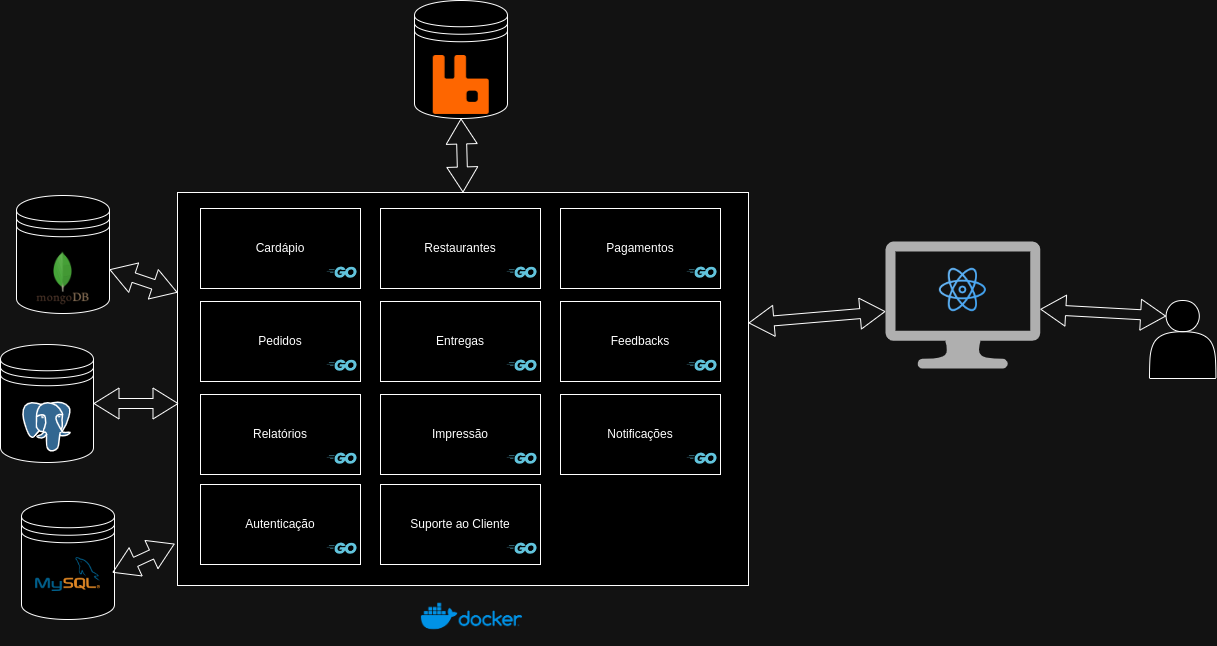 Cardápio
GO
Restaurantes
GO
Pagamentos
GO
mongoDB
Pedidos
GO
Entregas
GO
Feedbacks
GO
Relatórios
GO
Impressão
GO
Notificações
GO
Autenticação
GO
Suporte ao Cliente
GO
MySQL
docker